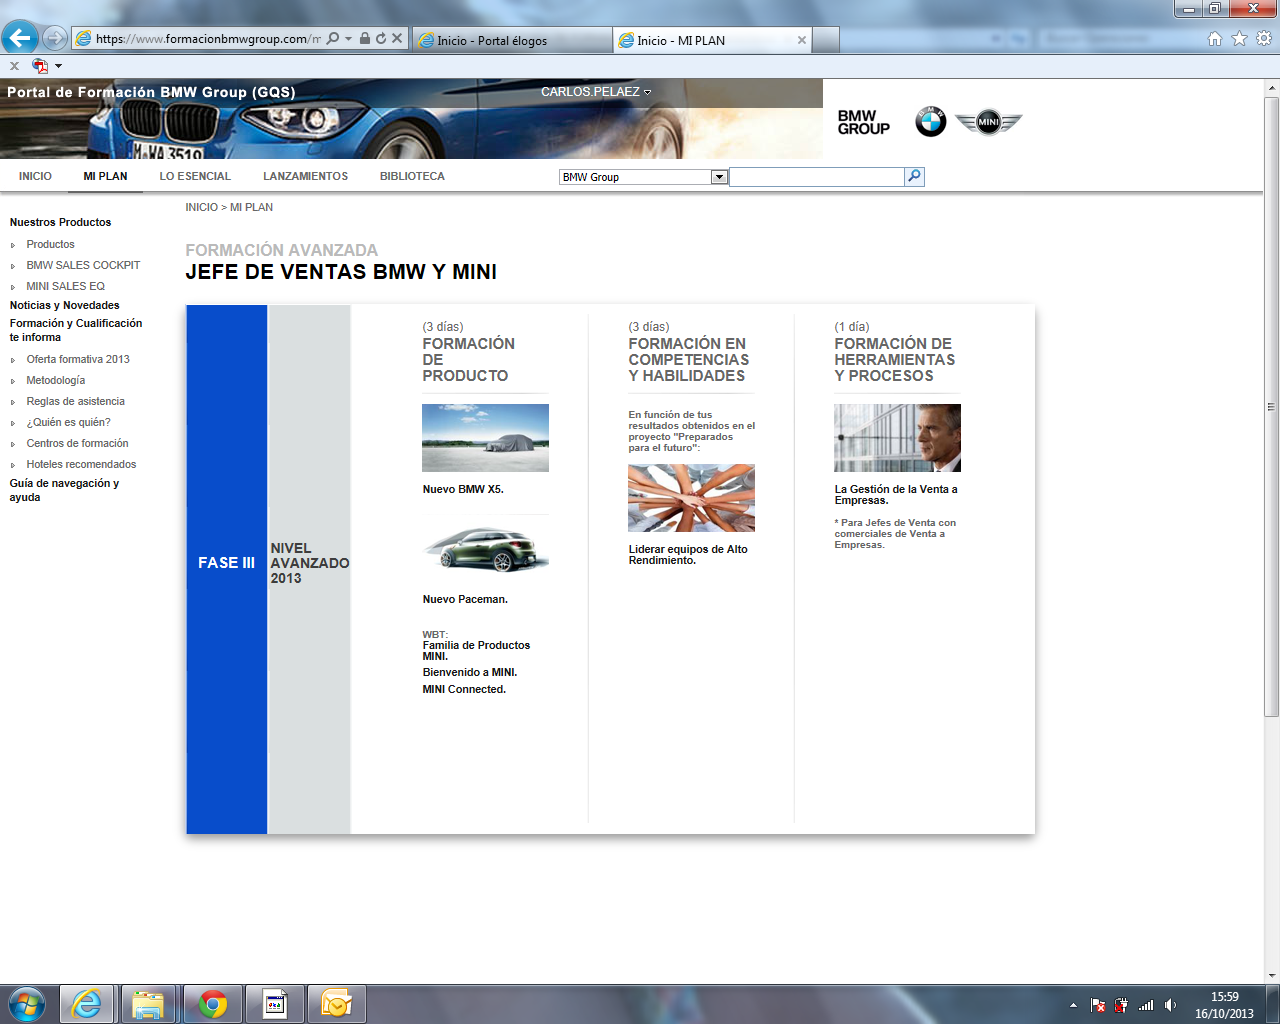 https://www.formacionbmwgroup.com/m
Inicio - Portal élogos
Inicio - MI PLAN
Portal de Formación BMW Group (GQS)
CARLOS.PELAEZ
BMW
GROUP
BMW
MINI
INICIO
MI PLAN
LO ESENCIAL
LANZAMIENTOS
BIBLIOTECA
BMW Group
INICIO > MI PLAN
Nuestros Productos
Productos
BMW SALES COCKPIT
MINI SALES EQ
Noticias y Novedades
Formación y Cualificación
te informa
Oferta formativa 2013
Metodología
Reglas de asistencia
¿Quién es quién?
Centros de formación
Hoteles recomendados
Guía de navegación y
ayuda
FORMACIÓN AVANZADA
JEFE DE VENTAS BMW Y MINI
FASE III
NIVEL
AVANZADO
2013
(3 días)
FORMACIÓN
DE
PRODUCTO
Nuevo BMW X5.
Nuevo Paceman.
WBT:
Familia de Productos
MINI.
Bienvenido a MINI.
MINI Connected.
(3 días)
FORMACIÓN EN
COMPETENCIAS
Y HABILIDADES
En función de tus
resultados obtenidos en el
proyecto "Preparados
para el futuro":
Liderar equipos de Alto
Rendimiento.
(1 día)
FORMACIÓN DE
HERRAMIENTAS
Y PROCESOS
La Gestión de la Venta a
Empresas.
* Para Jefes de Venta con
comerciales de Venta a
Empresas.
15:59
16/10/2013